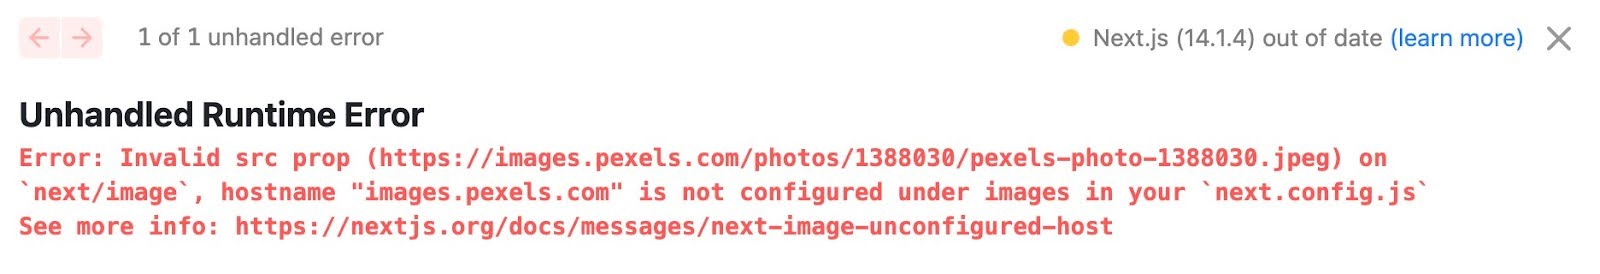 1 of 1 unhandled error
Next.js (14.1.4) out of date (learn more)
Unhandled Runtime Error
Error: Invalid src prop (https://images.pexels.com/photos/1388030/pexels-photo-1388030.jpeg) on
`next/image`, hostname "images.pexels.com" is not configured under images in your `next.config.js`
See more info: https://nextjs.org/docs/messages/next-image-unconfigured-host